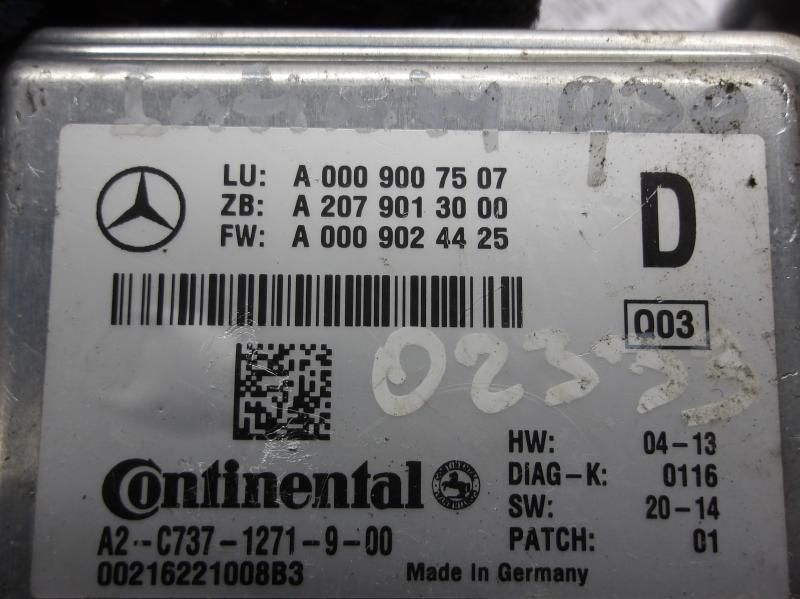 LU: A 000 900 75 07
ZB: A 207 901 30 00
FW: A 000 902 44 25
D
Q03
02333
Continental
HW: 04-13
DIAG-K: 0116
SW: 20-14
PATCH: 01
A2--C737-1271-9-00
00216221008B3
Made in Germany